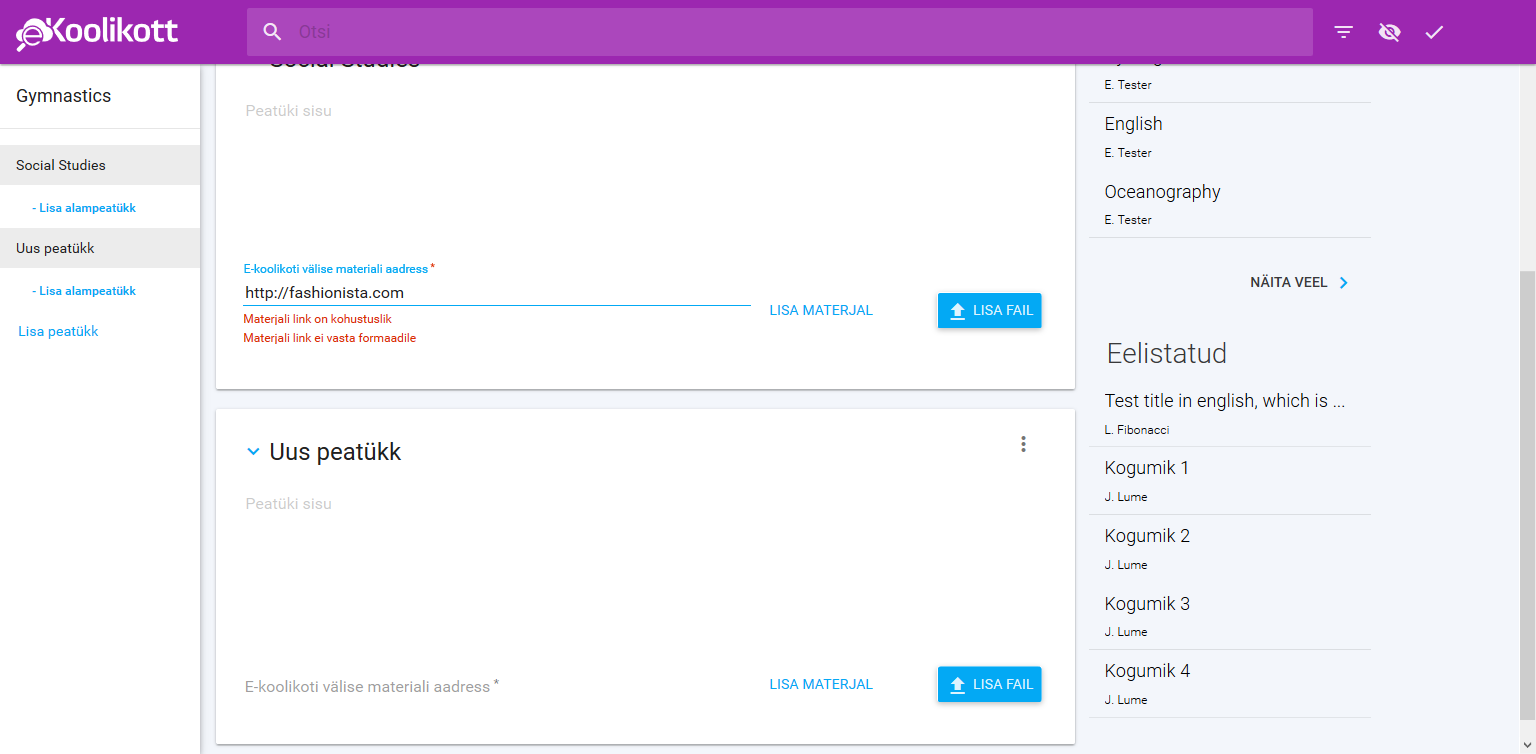 eKoolikott
Otsi
Gymnastics
Social Studies
- Lisa alampeatükk
Uus peatükk
- Lisa alampeatükk
Lisa peatükk
Social Studies
Peatüki sisu
E-koolikoti välise materiali aadress *
http://fashionista.com
Materjali link on kohustuslik
Materjali link ei vasta formaadile
LISA MATERJAL
LISA FAIL
Uus peatükk
Peatüki sisu
E-koolikoti välise materiali aadress *
LISA MATERJAL
LISA FAIL
E. Tester
English
E. Tester
Oceanography
E. Tester
NÄITA VEEL
Eelistatud
Test title in english, which is ...
L. Fibonacci
Kogumik 1
J. Lume
Kogumik 2
J. Lume
Kogumik 3
J. Lume
Kogumik 4
J. Lume